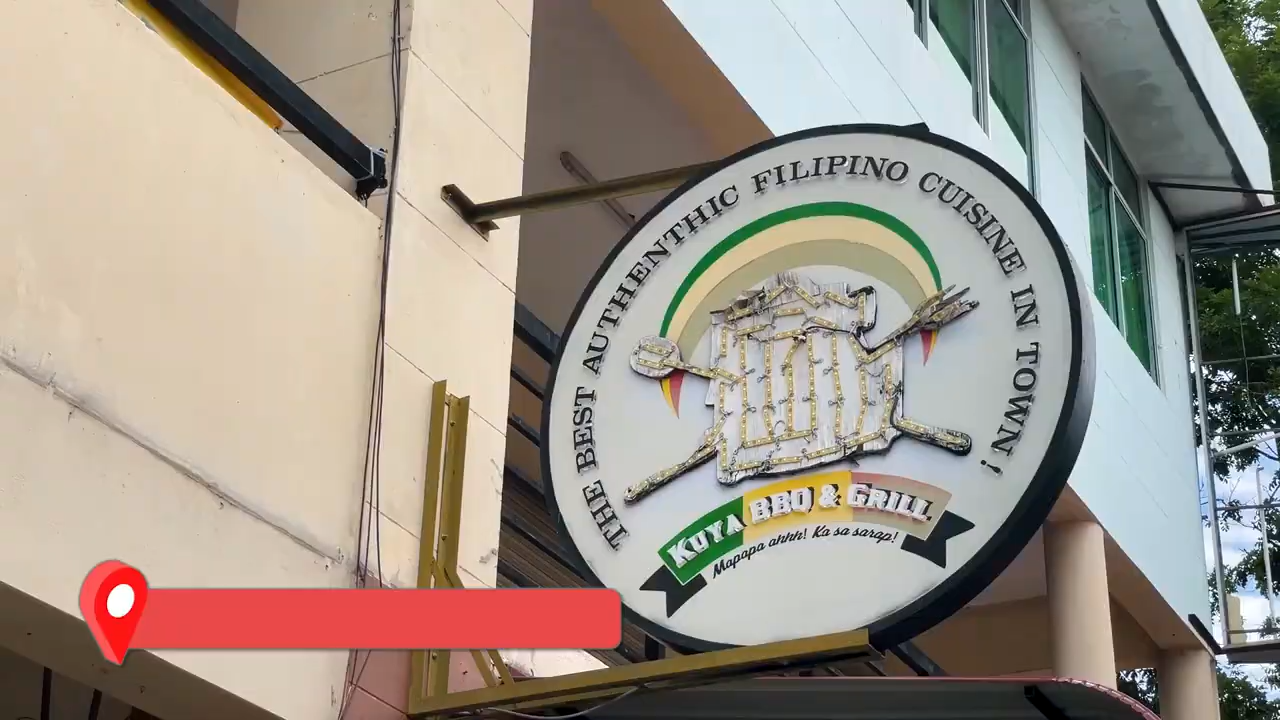 THE BEST AUTHENTHIC FILIPINO CUISINE IN TOWN!
KUYA BBQ & GRILL
Mapapa ahhh! Ka sa sarap!